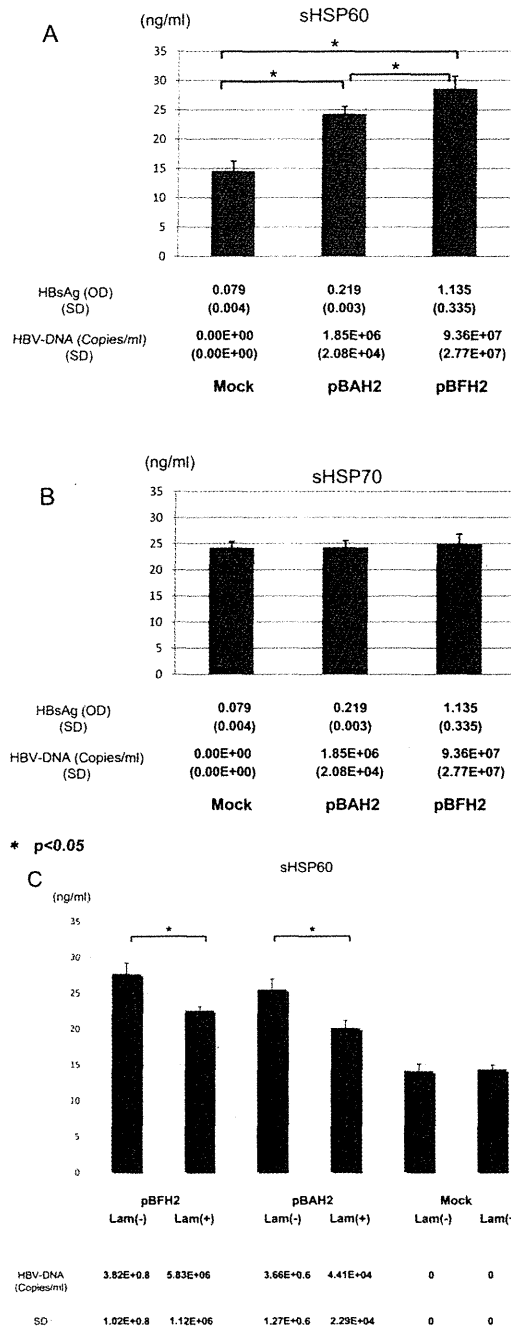 A
(ng/ml)
sHSP60
35
30
25
20
15
10
5
0
*
*
*
HBsAg (OD) 0.079 0.219 1.135
(SD) (0.004) (0.003) (0.335)
HBV-DNA (Copies/ml) 0.00E+00 1.85E+06 9.36E+07
(SD) (0.00E+00) (2.08E+04) (2.77E+07)
Mock pBAH2 pBFH2
B
(ng/ml)
sHSP70
35
30
25
20
15
10
5
0
HBsAg (OD) 0.079 0.219 1.135
(SD) (0.004) (0.003) (0.335)
HBV-DNA (Copies/ml) 0.00E+00 1.85E+06 9.36E+07
(SD) (0.00E+00) (2.08E+04) (2.77E+07)
Mock pBAH2 pBFH2
* p<0.05
C
sHSP60
(ng/ml)
35
30
25
20
15
10
5
0
*
*
pBFH2 pBAH2 Mock
Lam(-) Lam(+) Lam(-) Lam(+) Lam(-)
HBV-DNA 3.82E+0.8 5.83E+06 3.66E+0.6 4.41E+04 0 0
(Copies/ml)
SD 1.02E+0.8 1.12E+06 1.27E+0.6 2.29E+04 0 0